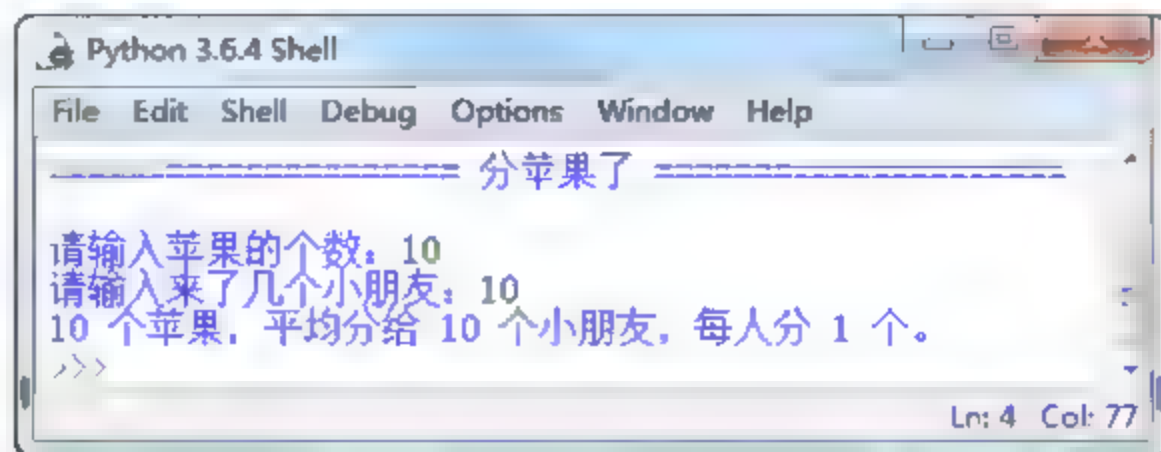 Python 3.6.4 Shell
File Edit Shell Debug Options Window Help
==================== 分苹果了 ====================
请输入苹果的个数：10
请输入来了几个小朋友：10
10 个苹果，平均分给 10 个小朋友，每人分 1 个。
>>>
Ln: 4 Col: 77